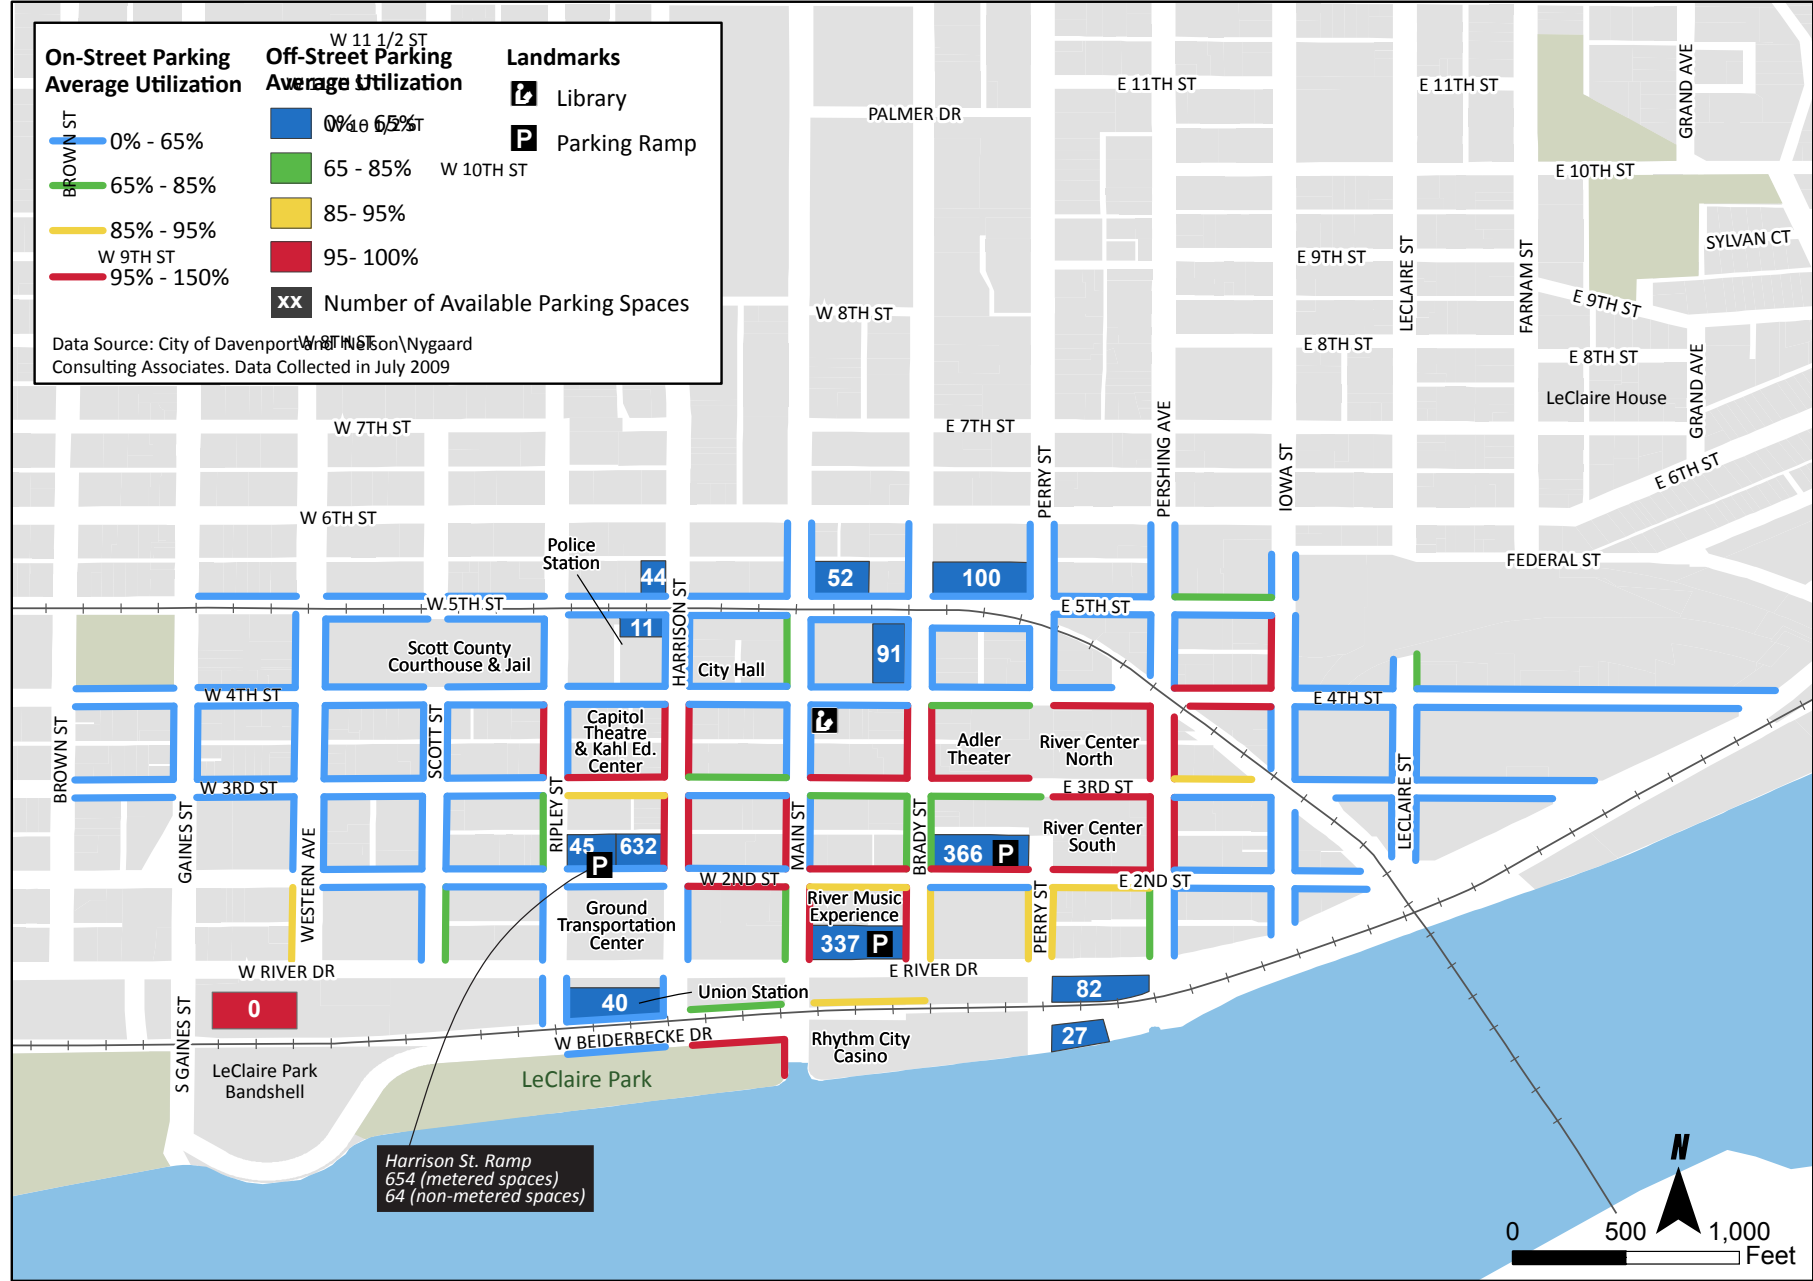 On-Street Parking
Average Utilization
0% - 65%
65% - 85%
85% - 95%
95% - 150%
Off-Street Parking
Average Utilization
0% - 65%
65 - 85%
85- 95%
95- 100%
xx Number of Available Parking Spaces
Landmarks
Library
P Parking Ramp
Data Source: City of Davenport and Nelson\Nygaard
Consulting Associates. Data Collected in July 2009
W 11 1/2 ST
W 10 1/2 ST
BROWN ST
W 10TH ST
W 9TH ST
W 8TH ST
PALMER DR
E 11TH ST
E 11TH ST
GRAND AVE
E 10TH ST
SYLVAN CT
E 9TH ST
LECLAIRE ST
FARNAM ST
E 9TH ST
W 8TH ST
E 8TH ST
E 8TH ST
GRAND AVE
LeClaire House
W 7TH ST
E 7TH ST
PERRY ST
PERSHING AVE
IOWA ST
E 6TH ST
W 6TH ST
FEDERAL ST
Police
Station
44
52
100
W 5TH ST
HARRISON ST
E 5TH ST
11
91
Scott County
Courthouse & Jail
City Hall
W 4TH ST
E 4TH ST
BROWN ST
SCOTT ST
Capitol
Theatre
& Kahl Ed.
Center
Adler
Theater
River Center
North
LECLAIRE ST
W 3RD ST
E 3RD ST
GAINES ST
WESTERN AVE
RIPLEY ST
MAIN ST
BRADY ST
River Center
South
45
632
P
366 P
W 2ND ST
E 2ND ST
PERRY ST
Ground
Transportation
Center
River Music
Experience
337 P
W RIVER DR
E RIVER DR
S GAINES ST
0
40
Union Station
82
27
W BEIDERBECKE DR
Rhythm City
Casino
LeClaire Park
Bandshell
LeClaire Park
Harrison St. Ramp
654 (metered spaces)
64 (non-metered spaces)
N
0 500 1,000
Feet